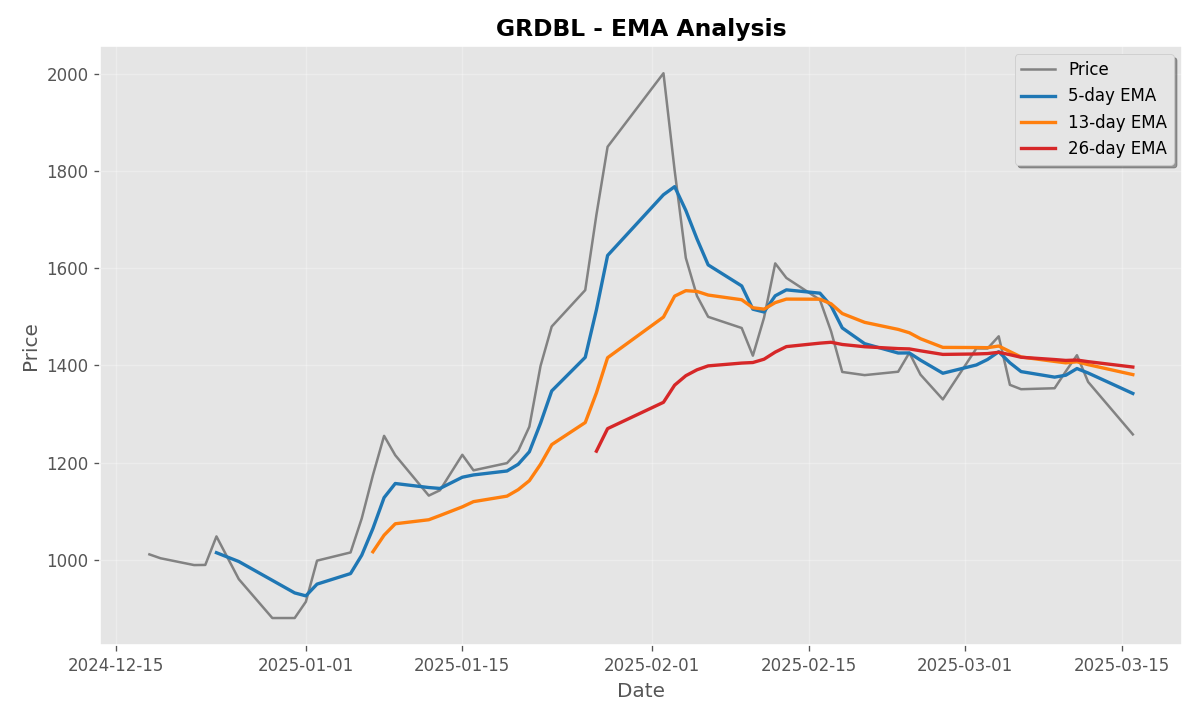 GRDBL - EMA Analysis
Price
5-day EMA
13-day EMA
26-day EMA
2000
1800
1600
1400
1200
1000
Price
2024-12-15
2025-01-01
2025-01-15
2025-02-01
2025-02-15
2025-03-01
2025-03-15
Date